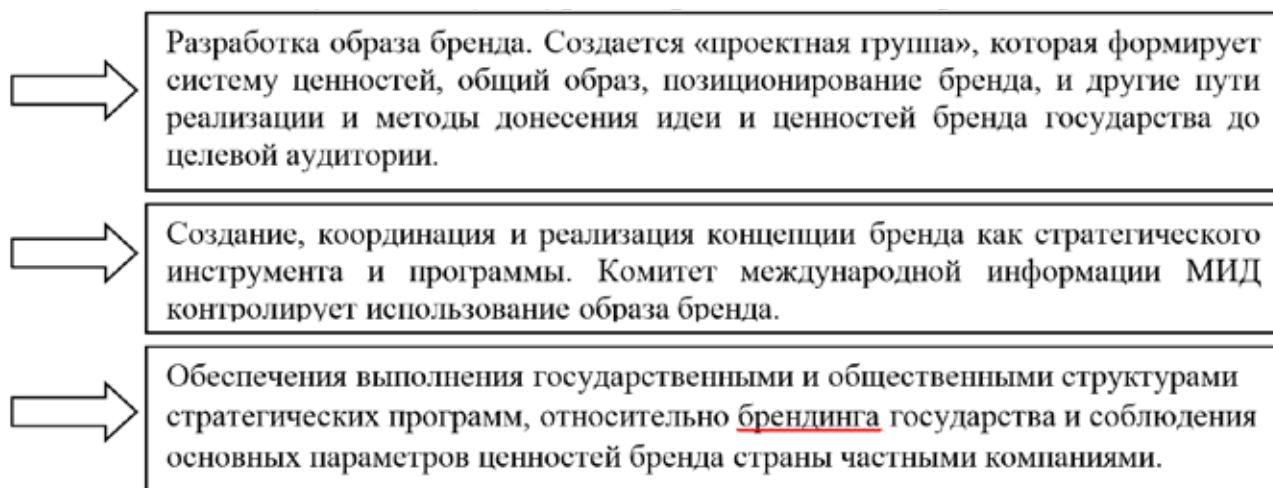 Разработка образа бренда. Создается «проектная группа», которая формирует
систему ценностей, общий образ, позиционирование бренда, и другие пути
реализации и методы донесения идеи и ценностей бренда государства до
целевой аудитории.
Создание, координация и реализация концепции бренда как стратегического
инструмента и программы. Комитет международной информации МИД
контролирует использование образа бренда.
Обеспечения выполнения государственными и общественными структурами
стратегических программ, относительно брендинга государства и соблюдения
основных параметров ценностей бренда страны частными компаниями.